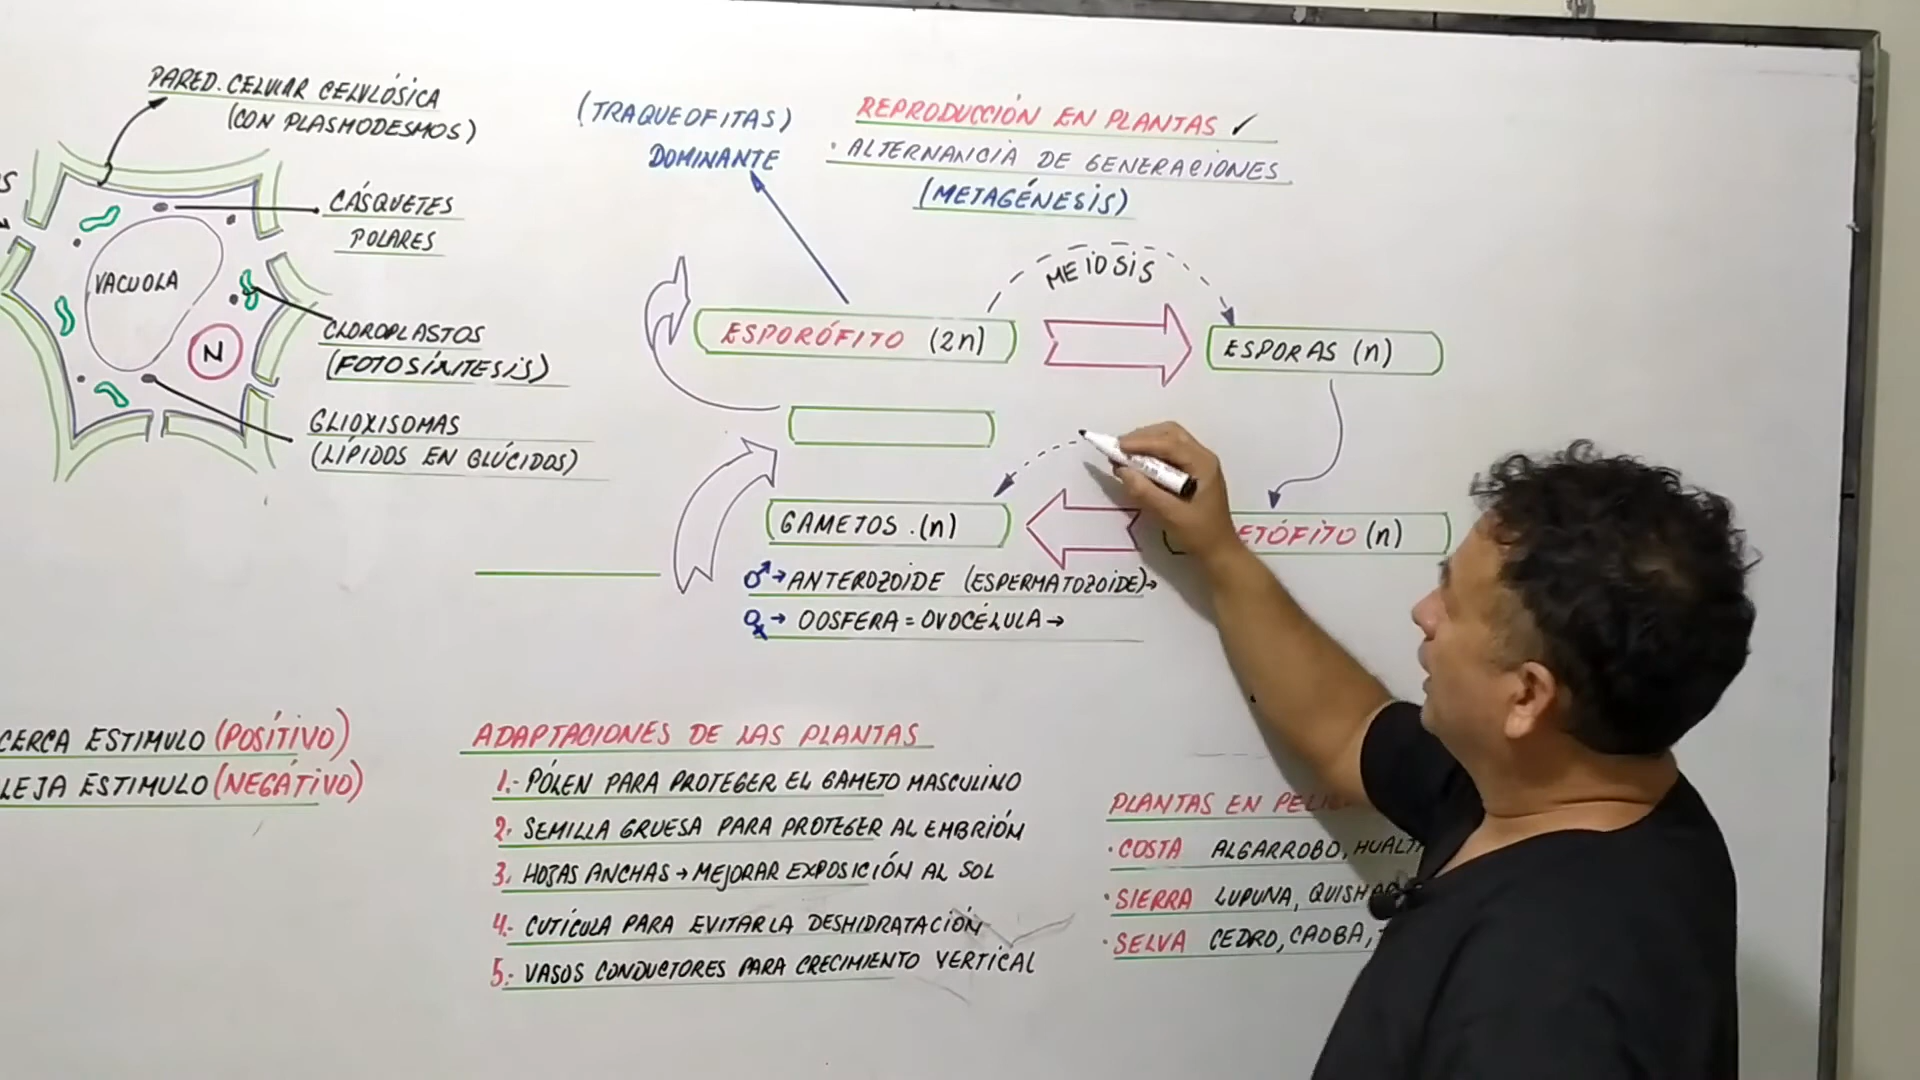 PARED. CELULAR CELULÓSICA
(CON PLASMODESMOS)
CÁSQUETES
POLARES
VACUOLA
N
CLOROPLASTOS
(FOTOSÍNTESIS)
GLIOXISOMAS
(LÍPIDOS EN GLÚCIDOS)
(TRAQUEOFITAS)
DOMINANTE
REPRODUCCIÓN EN PLANTAS ✓
· ALTERNANCIA DE GENERACIONES
(METAGÉNESIS)
MEIOSIS
ESPORÓFITO (2n)
ESPORAS (n)
GAMETOS .(n)
ETÓFITO (n)
♂→ANTEROZOIDE (ESPERMATOZOIDE)→
♀→ OOSFERA = OVOCÉLULA →
CERCA ESTIMULO (POSÍTIVO)
LEJA ESTIMULO (NEGÁTIVO)
ADAPTACIONES DE LAS PLANTAS
1.- PÓLEN PARA PROTEGER EL GAMETO MASCULINO
2. SEMILLA GRUESA PARA PROTEGER AL EMBRIÓN
3. HOJAS ANCHAS → MEJORAR EXPOSICIÓN AL SOL
4.- CUTÍCULA PARA EVITAR LA DESHIDRATACIÓN
5.- VASOS CONDUCTORES PARA CRECIMIENTO VERTICAL
PLANTAS EN
· COSTA ALGARROBO,
· SIERRA LUPUNA,
· SELVA CEDRO, CAOBA,